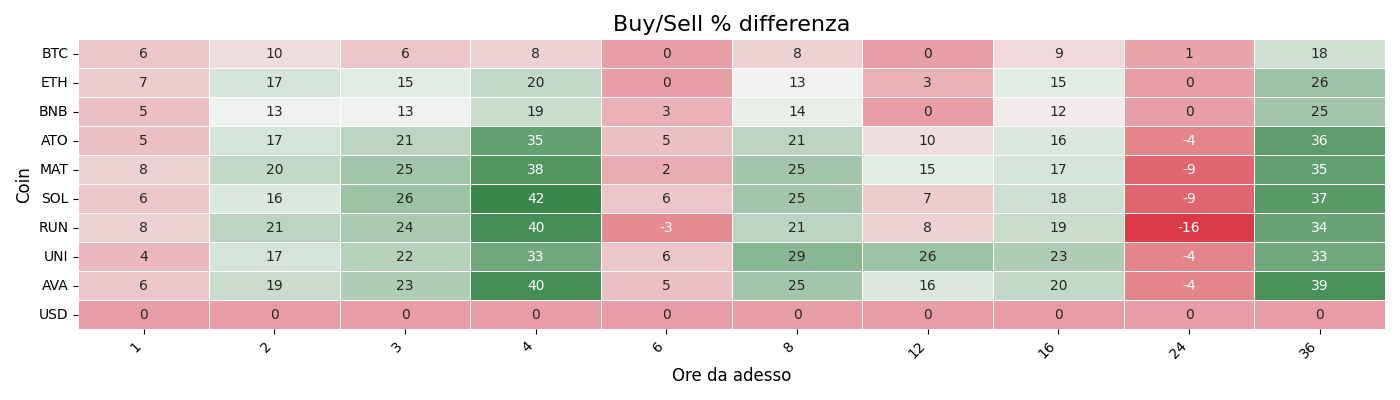 Buy/Sell % differenza
Coin
BTC 6 10 6 8 0 8 0 9 1 18
ETH 7 17 15 20 0 13 3 15 0 26
BNB 5 13 13 19 3 14 0 12 0 25
ATO 5 17 21 35 5 21 10 16 -4 36
MAT 8 20 25 38 2 25 15 17 -9 35
SOL 6 16 26 42 6 25 7 18 -9 37
RUN 8 21 24 40 -3 21 8 19 -16 34
UNI 4 17 22 33 6 29 26 23 -4 33
AVA 6 19 23 40 5 25 16 20 -4 39
USD 0 0 0 0 0 0 0 0 0 0
1 2 3 4 6 8 12 16 24 36
Ore da adesso